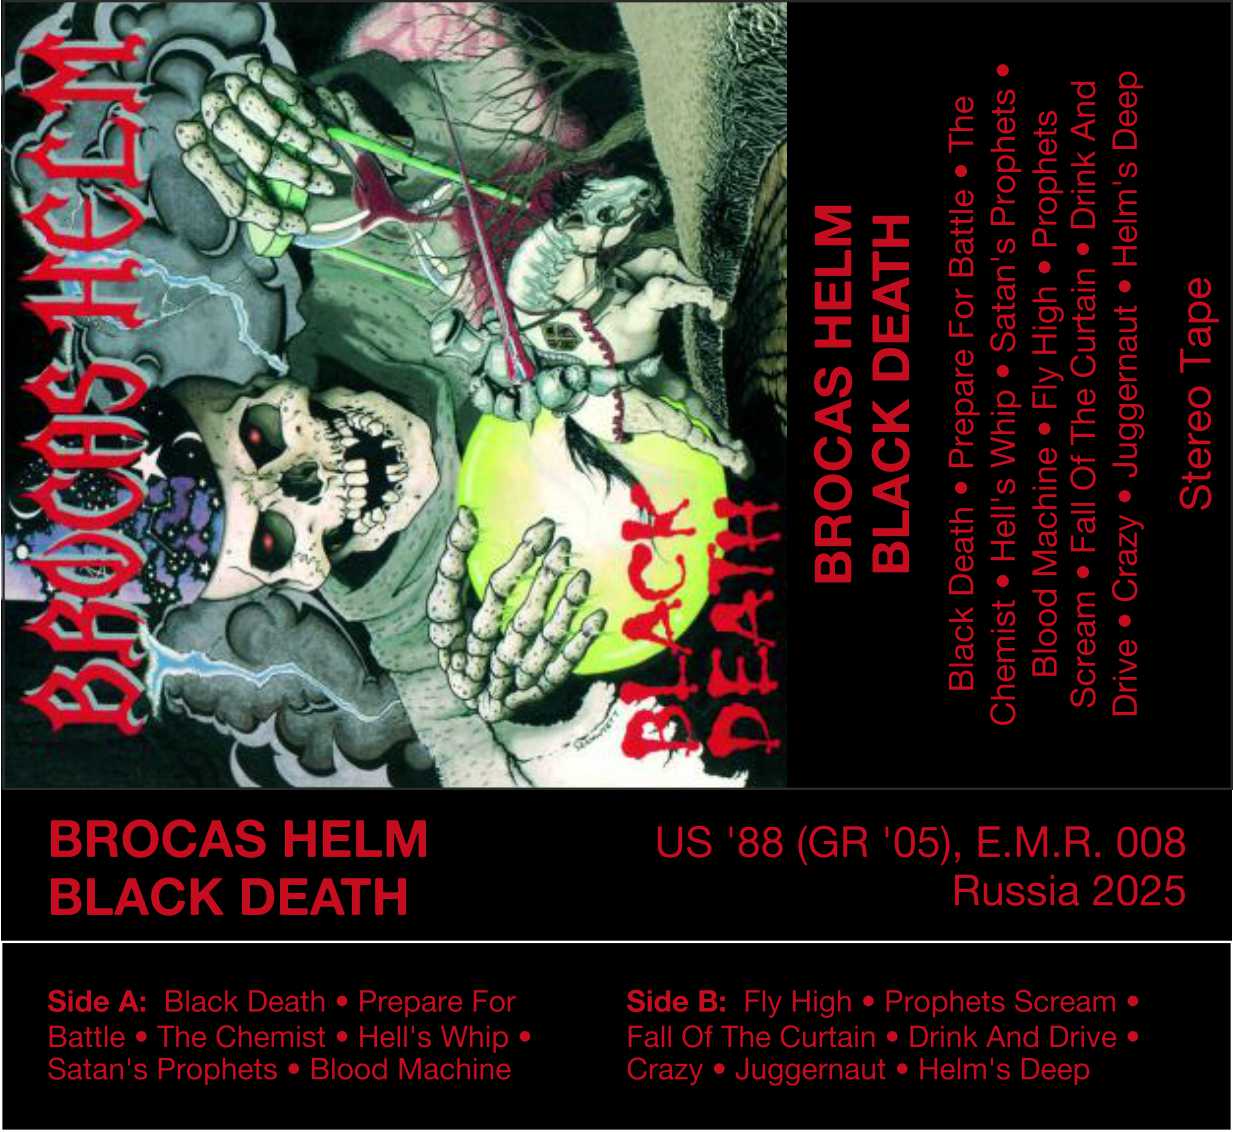 BROCAS HELM
BLACK
DEATH
BROCAS HELM
BLACK DEATH
Black Death • Prepare For Battle • The
Chemist • Hell's Whip • Satan's Prophets •
Blood Machine • Fly High • Prophets
Scream • Fall Of The Curtain • Drink And
Drive • Crazy • Juggernaut • Helm's Deep
Stereo Tape
BROCAS HELM
BLACK DEATH
US '88 (GR '05), E.M.R. 008
Russia 2025
Side A: Black Death • Prepare For
Battle • The Chemist • Hell's Whip •
Satan's Prophets • Blood Machine
Side B: Fly High • Prophets Scream •
Fall Of The Curtain • Drink And Drive •
Crazy • Juggernaut • Helm's Deep